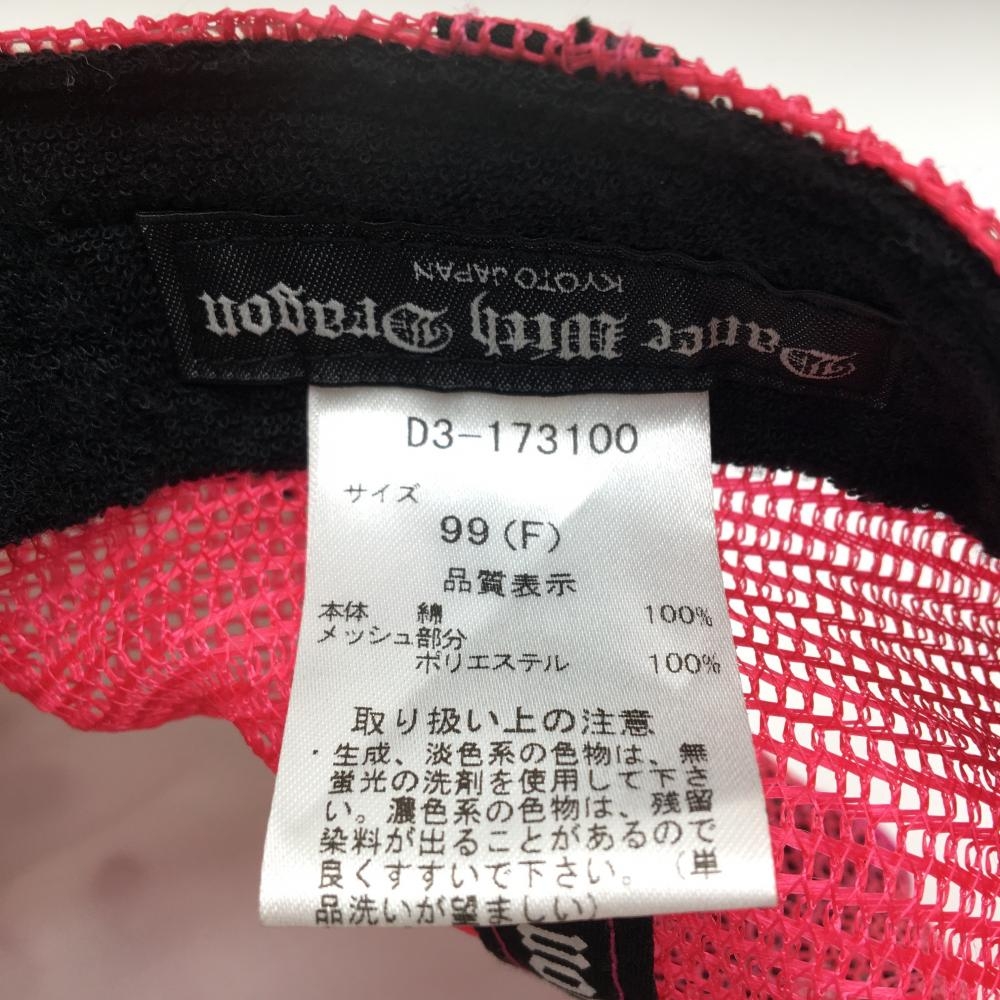 Dance With Dragon
KYOTO JAPAN
D3-173100
サイズ
99(F)
品質表示
本体 綿 100%
メッシュ部分
ポリエステル 100%
取り扱い上の注意
・生成、淡色系の色物は、無
蛍光の洗剤を使用して下さ
い。濃色系の色物は、残留
染料が出ることがあるので
良くすすいで下さい。(単
品洗いが望ましい)